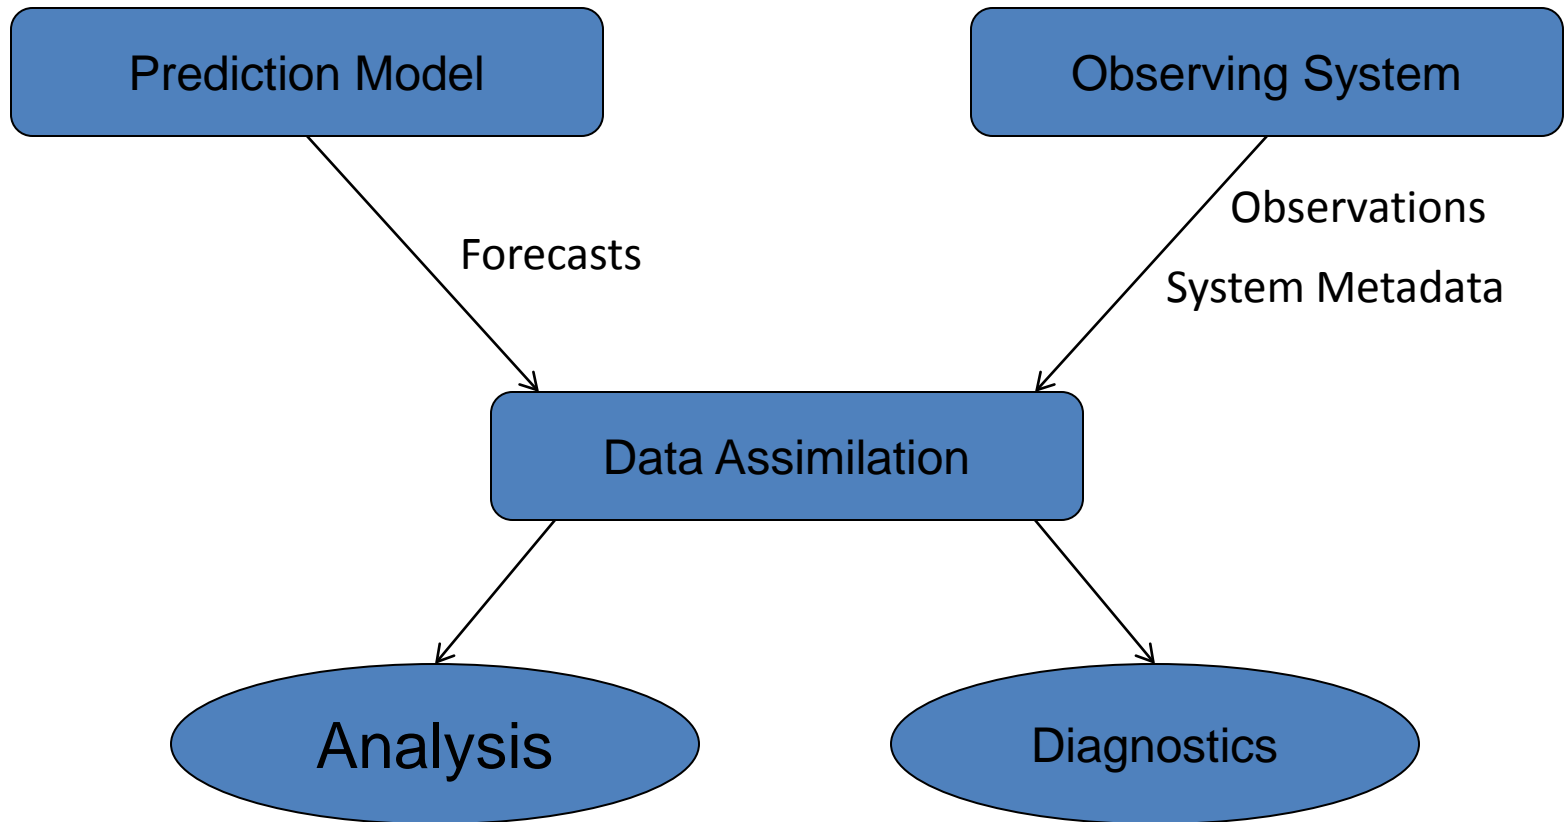 Prediction Model
Observing System
Observations
Forecasts
System Metadata
Data Assimilation
Analysis
Diagnostics